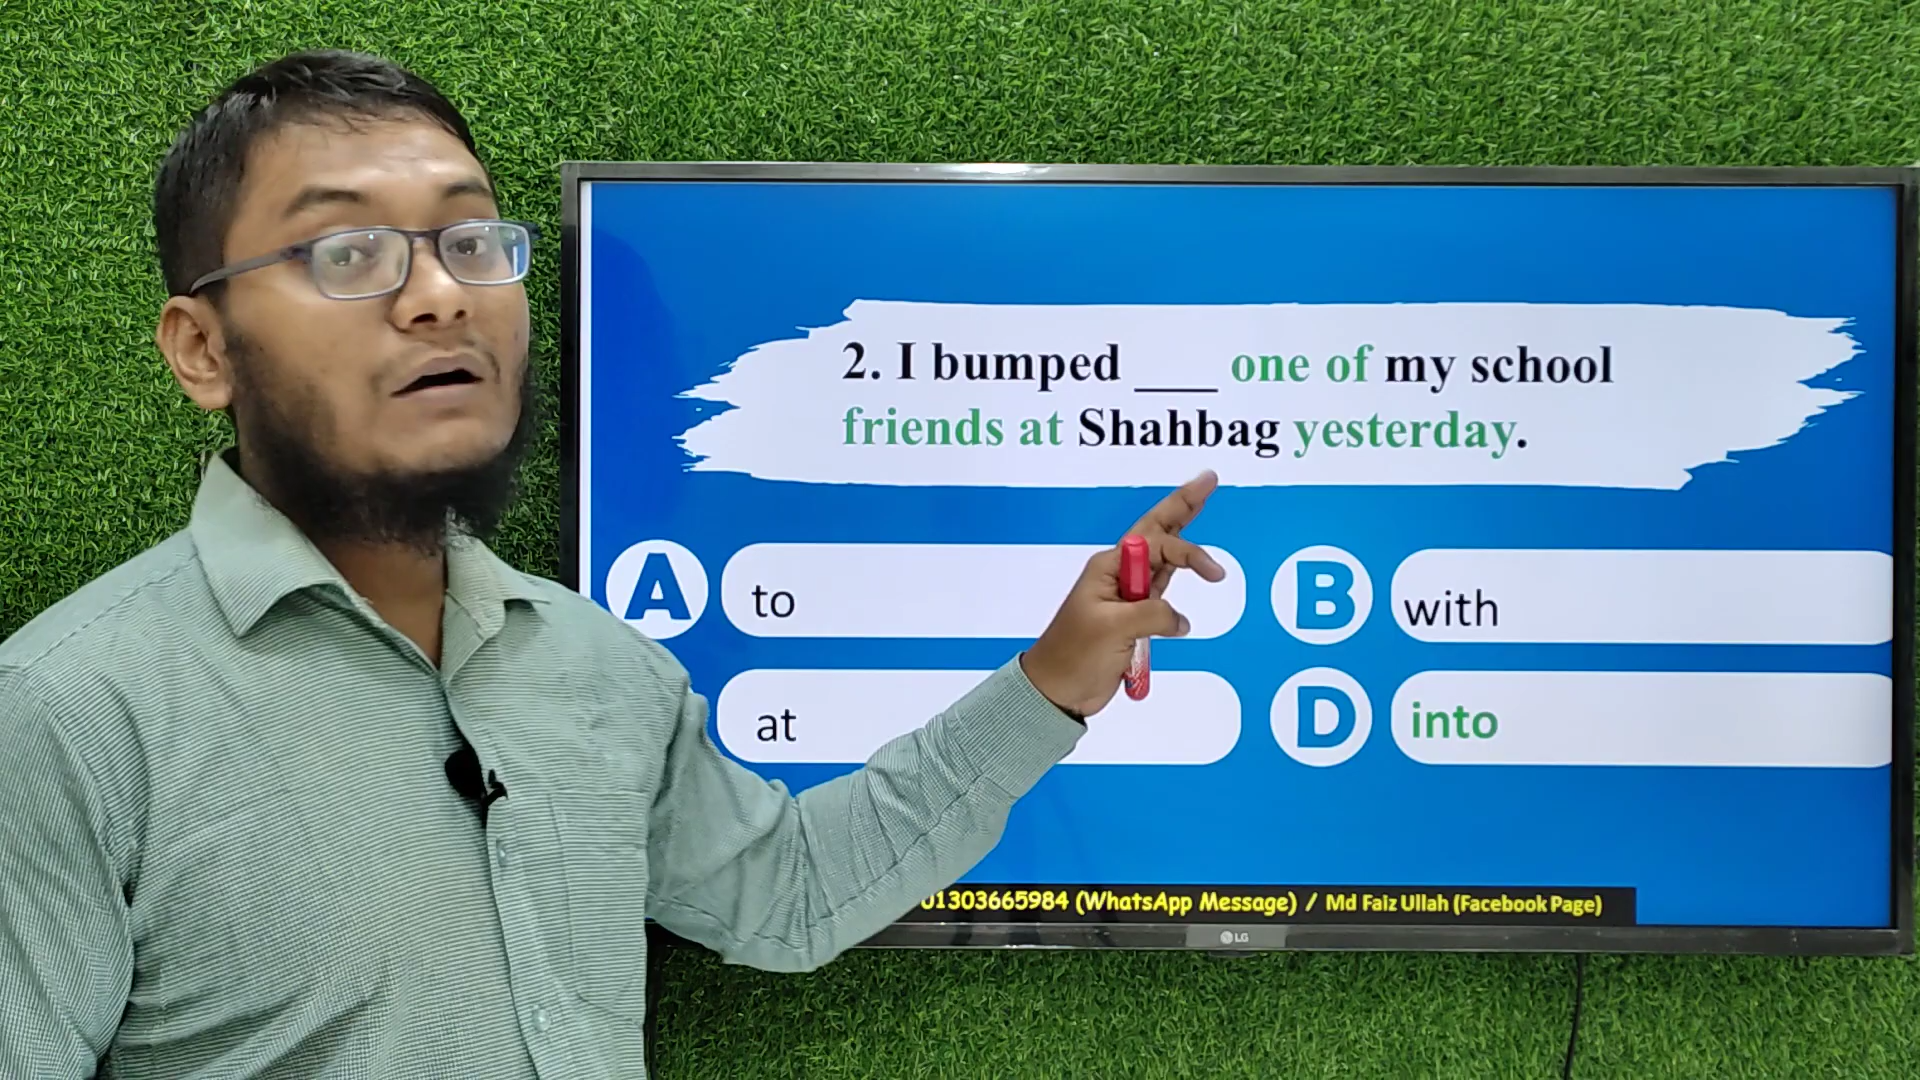 2. I bumped ___ one of my school
friends at Shahbag yesterday.
A to
B with
at
D into
01303665984 (WhatsApp Message) / Md Faiz Ullah (Facebook Page)
LG